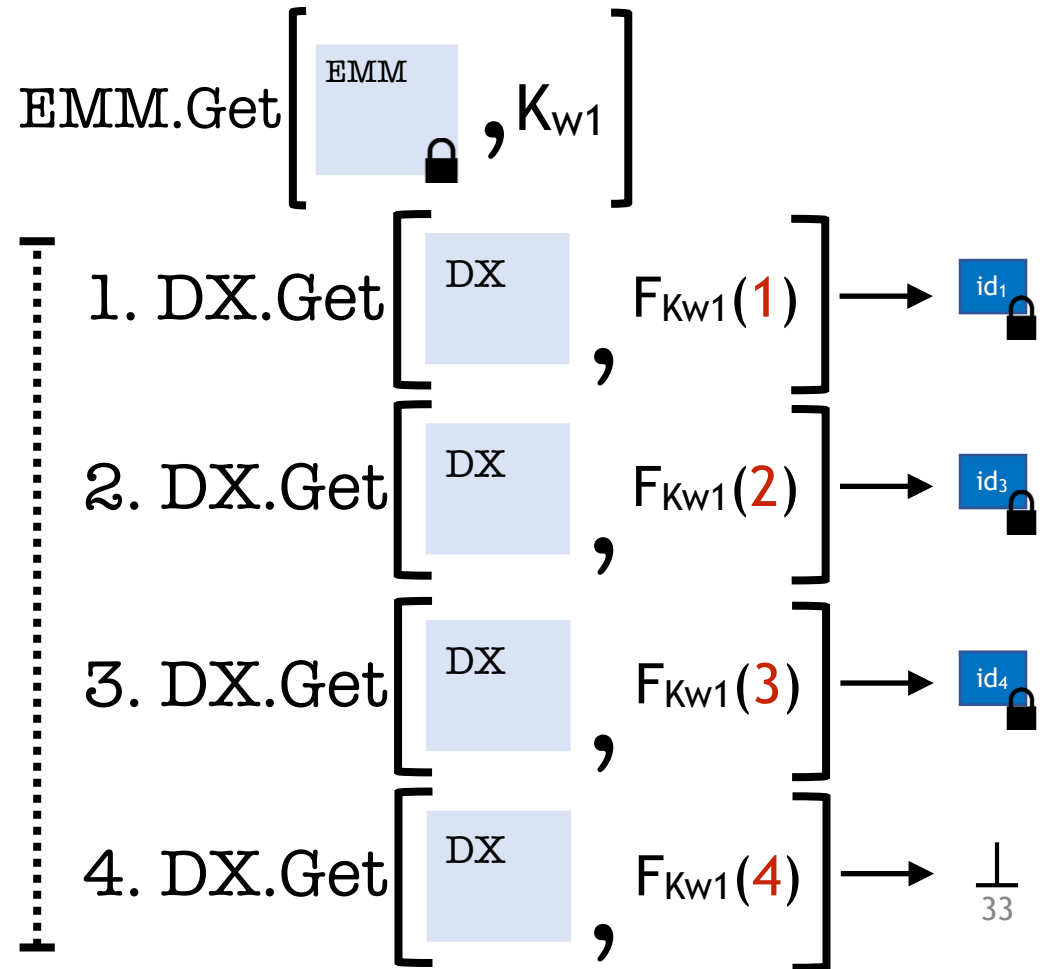 EMM.Get[ EMM , Kw1 ]
1. DX.Get[ DX , FKw1(1) ] → id₁
2. DX.Get[ DX , FKw1(2) ] → id₃
3. DX.Get[ DX , FKw1(3) ] → id₄
4. DX.Get[ DX , FKw1(4) ] → ⊥
33